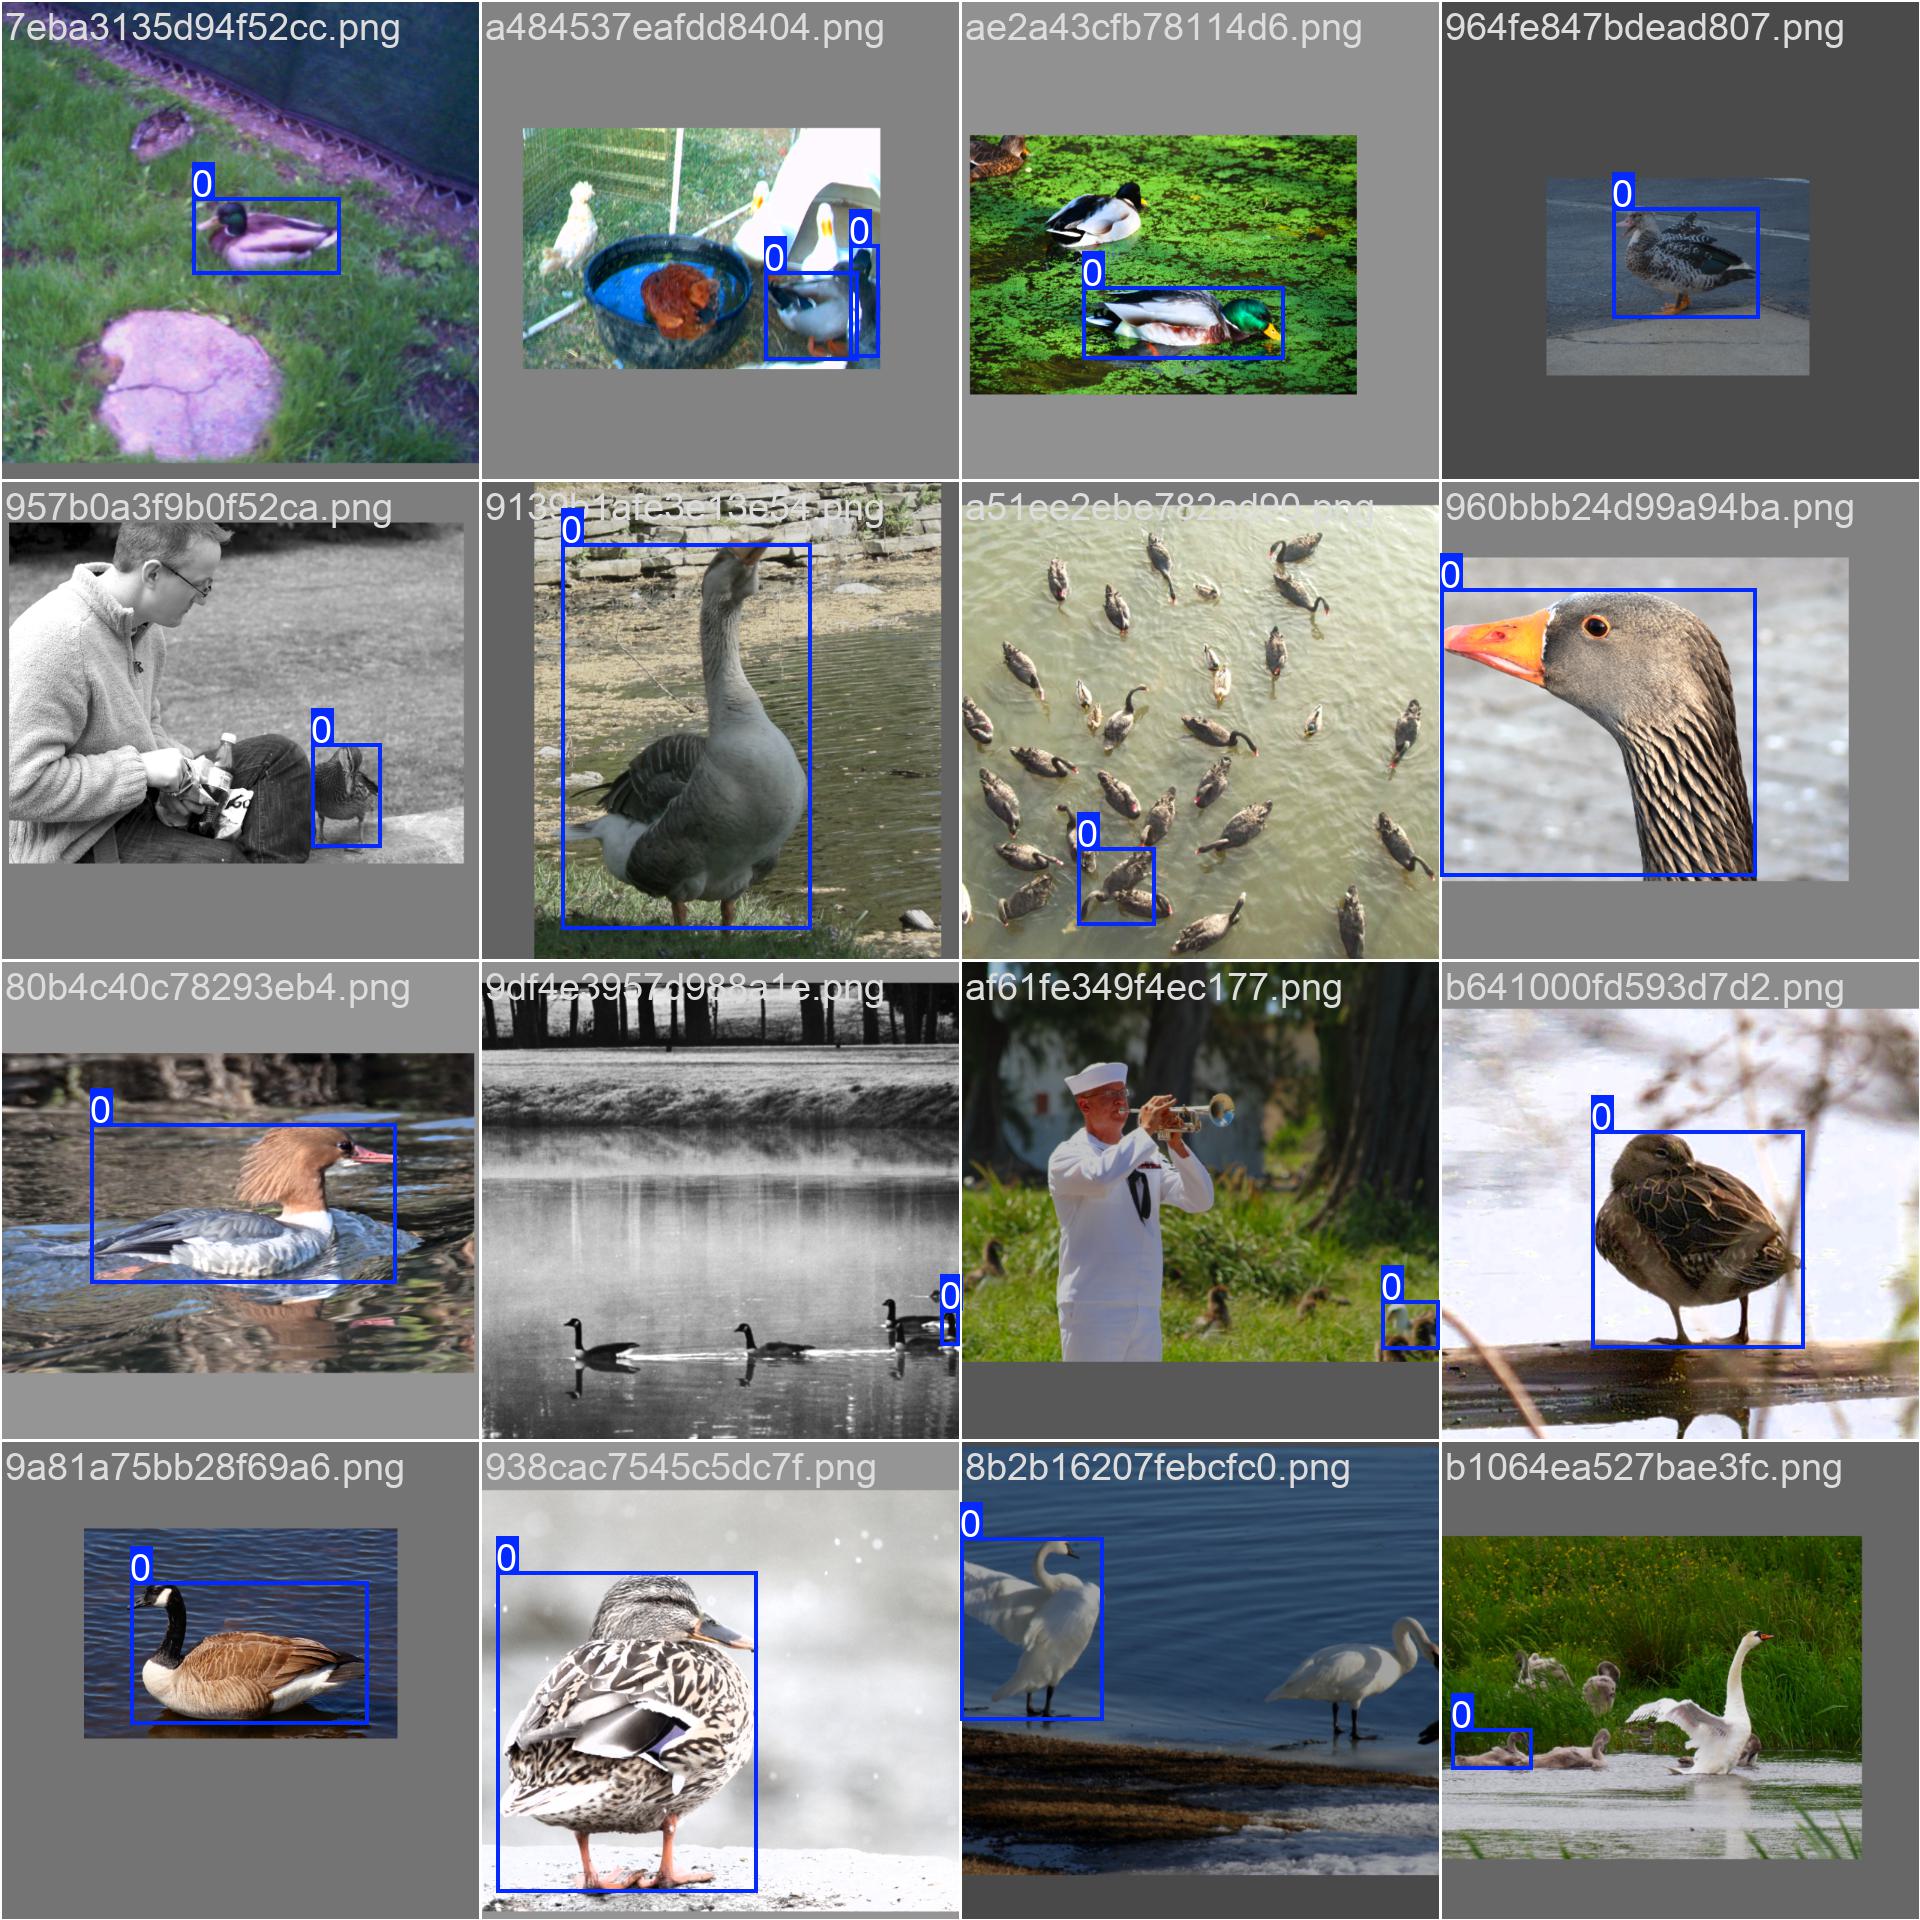 7eba3135d94f52cc.png
a484537eafdd8404.png
ae2a43cfb78114d6.png
964fe847bdead807.png
0
0
0
0
0
957b0a3f9b0f52ca.png
9139b1afe3e13e54.png
a51ee2ebe782ad90.png
960bbb24d99a94ba.png
0
0
0
0
80b4c40c78293eb4.png
9df4e3957d988a1e.png
af61fe349f4ec177.png
b641000fd593d7d2.png
0
0
0
0
9a81a75bb28f69a6.png
938cac7545c5dc7f.png
8b2b16207febcfc0.png
b1064ea527bae3fc.png
0
0
0
0